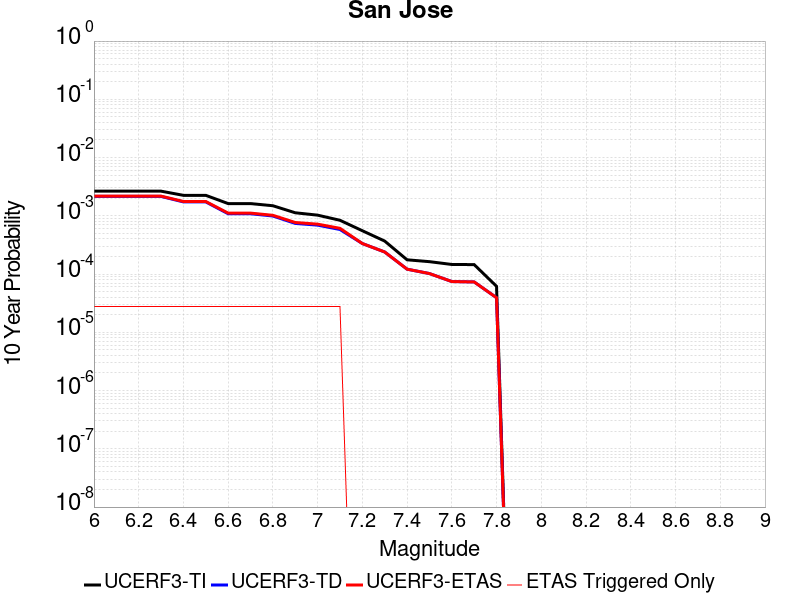 San Jose
10^0
10^-1
10^-2
10^-3
10^-4
10^-5
10^-6
10^-7
10^-8
10 Year Probability
6 6.2 6.4 6.6 6.8 7 7.2 7.4 7.6 7.8 8 8.2 8.4 8.6 8.8 9
Magnitude
UCERF3-TI UCERF3-TD UCERF3-ETAS ETAS Triggered Only